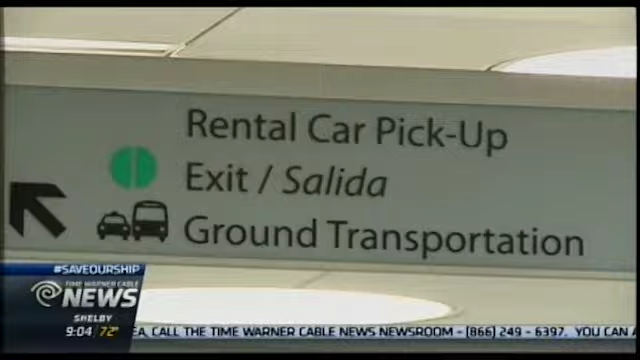 Rental Car Pick-Up
Exit / Salida
Ground Transportation
#SAVEOURSHIP
TIME WARNER CABLE
NEWS
SHELBY
9:04 72°
EA, CALL THE TIME WARNER CABLE NEWS NEWSROOM - (866) 249 - 6397. YOU CAN